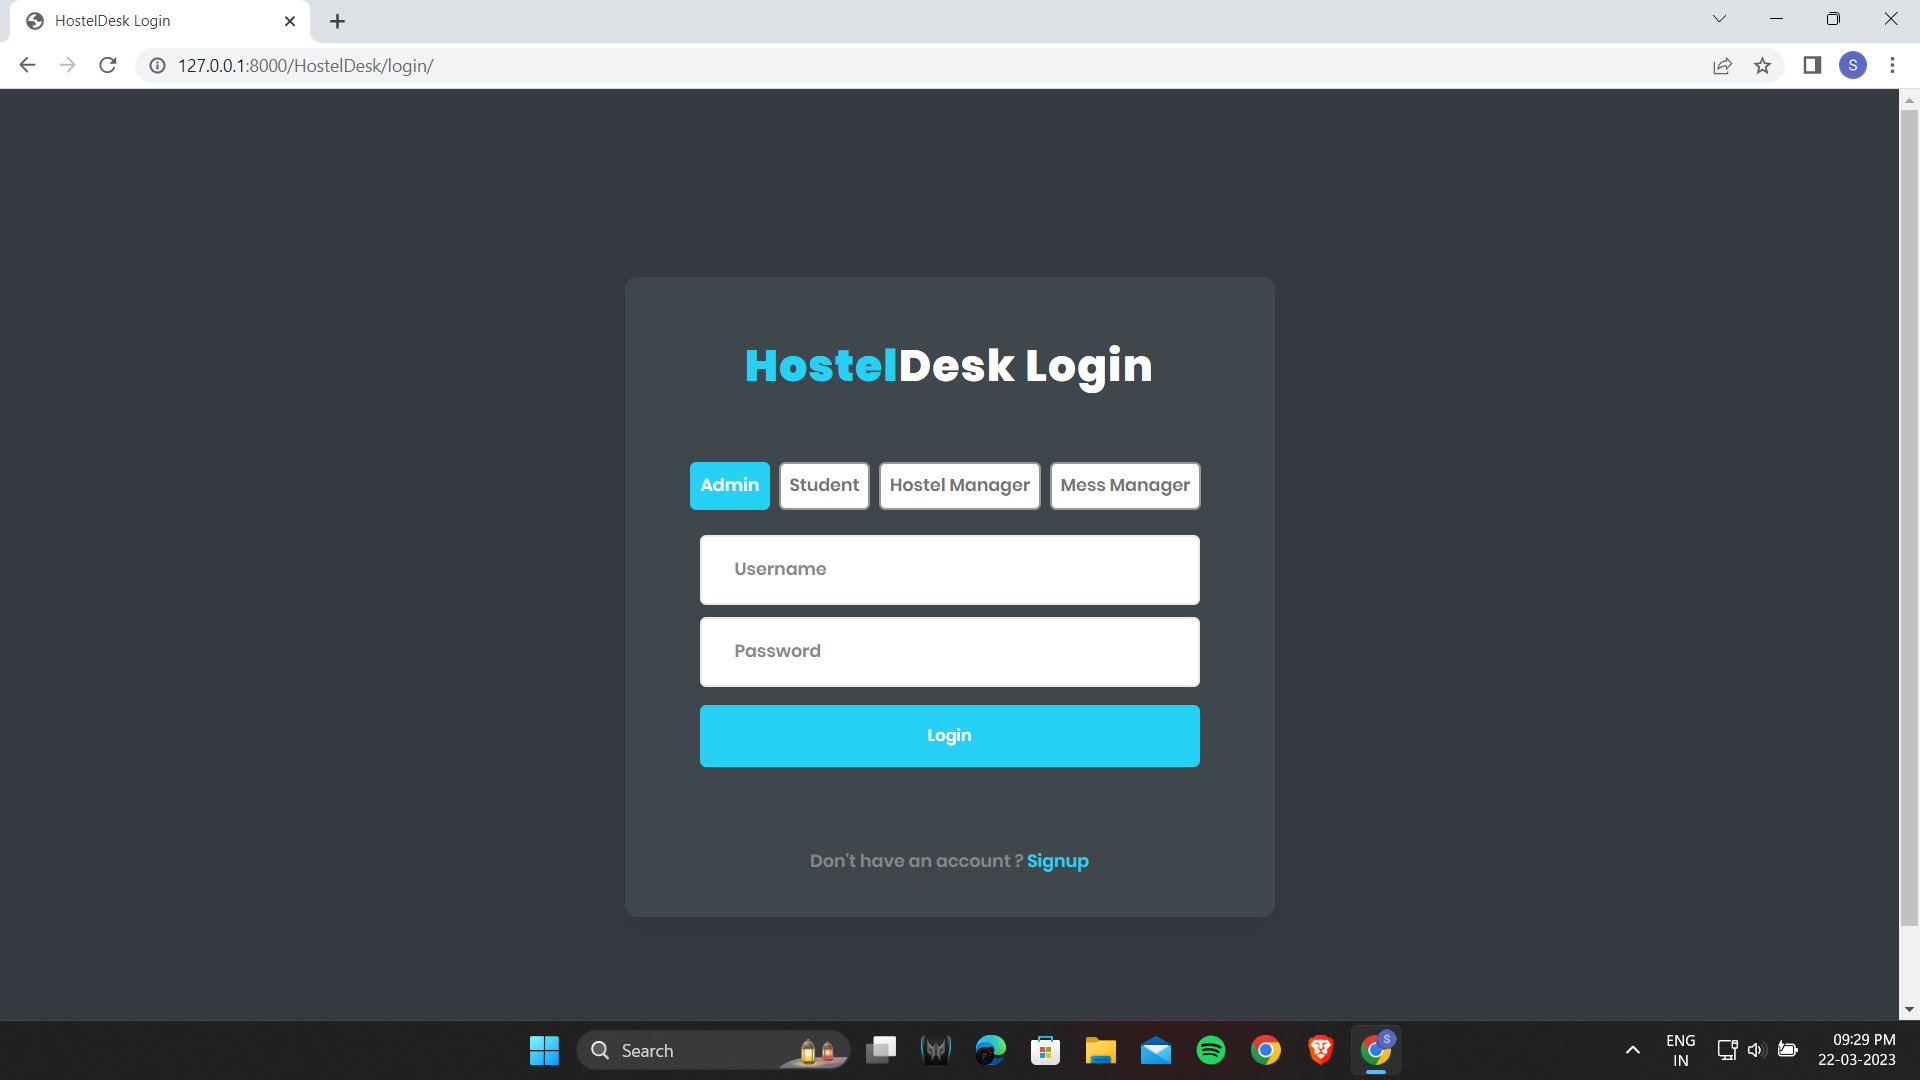 HostelDesk Login
127.0.0.1:8000/HostelDesk/login/
S
HostelDesk Login
Admin Student Hostel Manager Mess Manager
Username
Password
Login
Don't have an account ? Signup
Search
S
ENG
IN
09:29 PM
22-03-2023